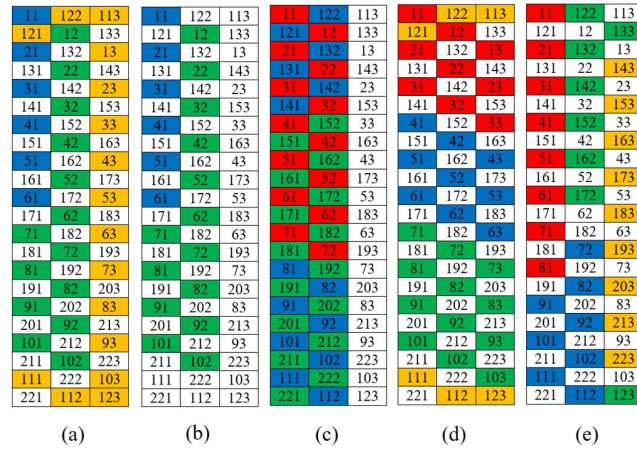 11 122 113 11 122 113 11 122 113 11 122 113 11 122 113
121 12 133 121 12 133 121 12 133 121 12 133 121 12 133
21 132 13 21 132 13 21 132 13 21 132 13 21 132 13
131 22 143 131 22 143 131 22 143 131 22 143 131 22 143
31 142 23 31 142 23 31 142 23 31 142 23 31 142 23
141 32 153 141 32 153 141 32 153 141 32 153 141 32 153
41 152 33 41 152 33 41 152 33 41 152 33 41 152 33
151 42 163 151 42 163 151 42 163 151 42 163 151 42 163
51 162 43 51 162 43 51 162 43 51 162 43 51 162 43
161 52 173 161 52 173 161 52 173 161 52 173 161 52 173
61 172 53 61 172 53 61 172 53 61 172 53 61 172 53
171 62 183 171 62 183 171 62 183 171 62 183 171 62 183
71 182 63 71 182 63 71 182 63 71 182 63 71 182 63
181 72 193 181 72 193 181 72 193 181 72 193 181 72 193
81 192 73 81 192 73 81 192 73 81 192 73 81 192 73
191 82 203 191 82 203 191 82 203 191 82 203 191 82 203
91 202 83 91 202 83 91 202 83 91 202 83 91 202 83
201 92 213 201 92 213 201 92 213 201 92 213 201 92 213
101 212 93 101 212 93 101 212 93 101 212 93 101 212 93
211 102 223 211 102 223 211 102 223 211 102 223 211 102 223
111 222 103 111 222 103 111 222 103 111 222 103 111 222 103
221 112 123 221 112 123 221 112 123 221 112 123 221 112 123
(a) (b) (c) (d) (e)